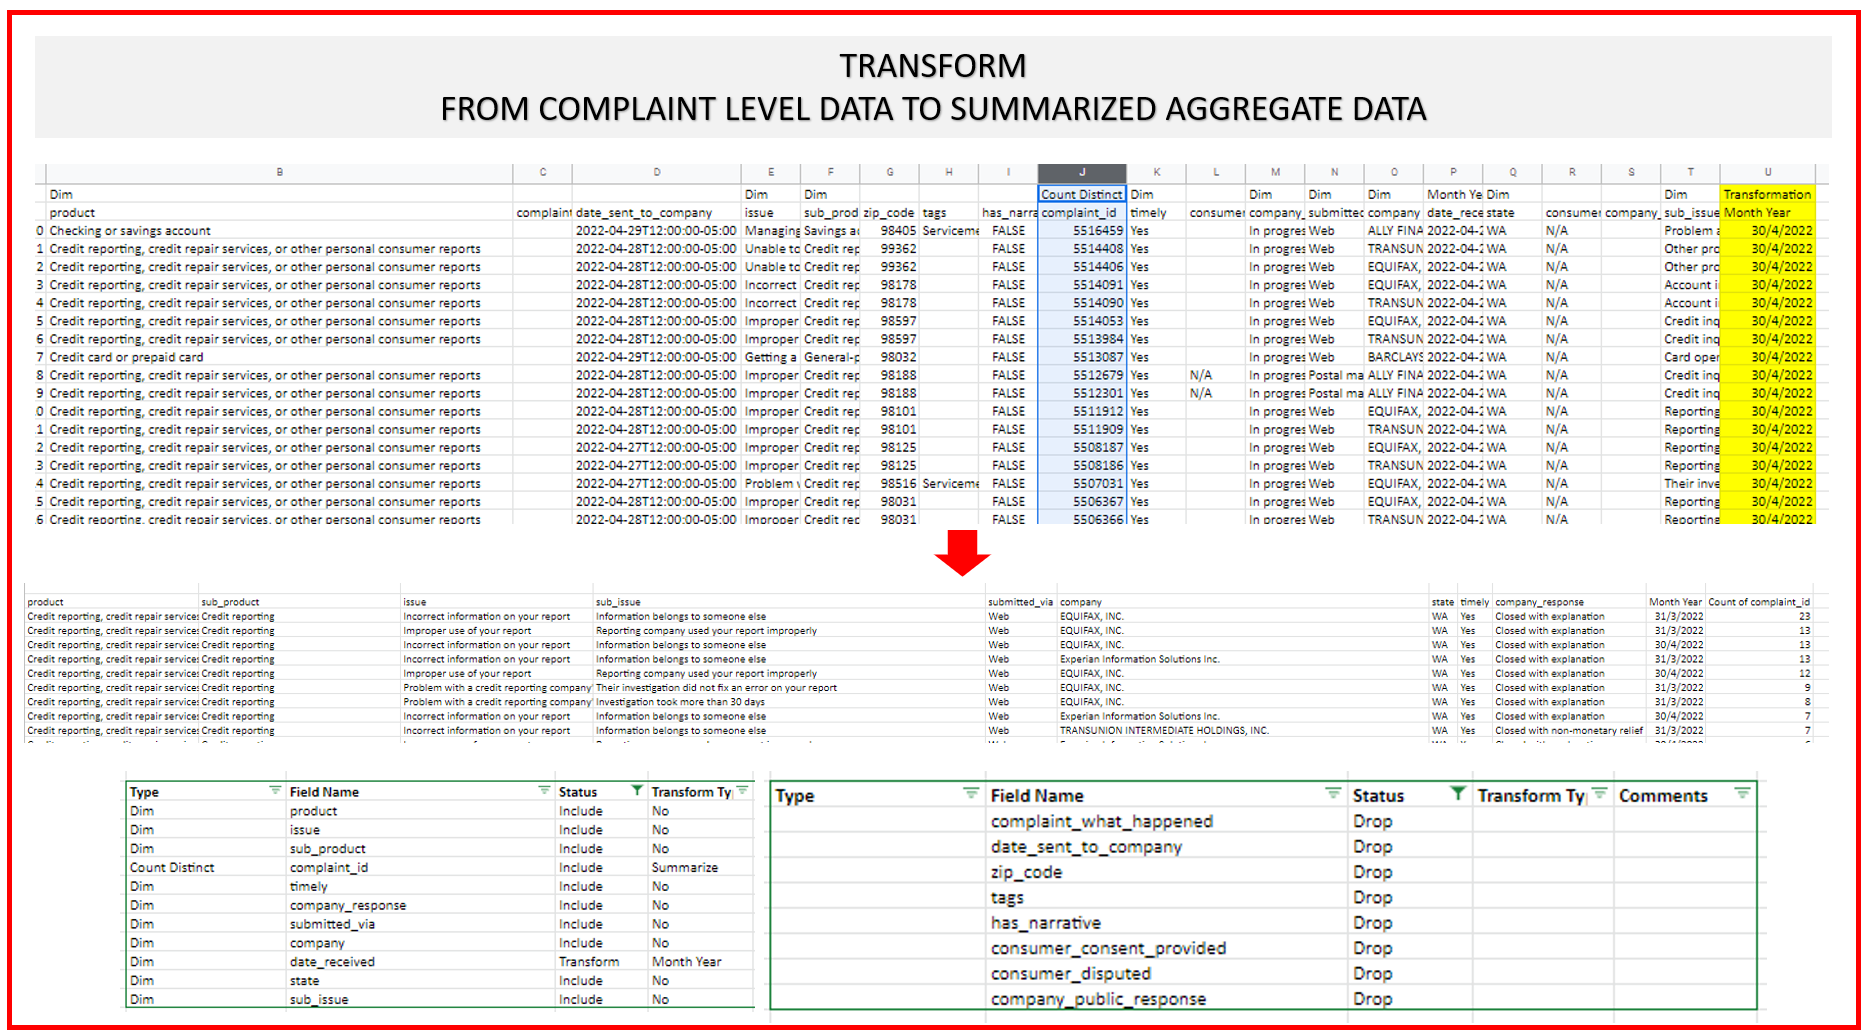 TRANSFORM
FROM COMPLAINT LEVEL DATA TO SUMMARIZED AGGREGATE DATA
B C D E F G H I J K L M N O P Q R S T U
Dim Dim Dim Count Distinct Dim Dim Dim Dim Month Ye Dim Dim Transformation
product complaint date_sent_to_company issue sub_prod zip_code tags has_narra complaint_id timely consumer company_ submitted company date_rece state consumer company_ sub_issue Month Year
0 Checking or savings account 2022-04-29T12:00:00-05:00 Managing Savings a 98405 Serviceme FALSE 5516459 Yes In progres Web ALLY FINA 2022-04-2 WA N/A Problem a 30/4/2022
1 Credit reporting, credit repair services, or other personal consumer reports 2022-04-28T12:00:00-05:00 Unable to Credit rep 99362 FALSE 5514408 Yes In progres Web TRANSUN 2022-04-2 WA N/A Other pro 30/4/2022
2 Credit reporting, credit repair services, or other personal consumer reports 2022-04-28T12:00:00-05:00 Unable to Credit rep 99362 FALSE 5514406 Yes In progres Web EQUIFAX, 2022-04-2 WA N/A Other pro 30/4/2022
3 Credit reporting, credit repair services, or other personal consumer reports 2022-04-28T12:00:00-05:00 Incorrect Credit rep 98178 FALSE 5514091 Yes In progres Web EQUIFAX, 2022-04-2 WA N/A Account i 30/4/2022
4 Credit reporting, credit repair services, or other personal consumer reports 2022-04-28T12:00:00-05:00 Incorrect Credit rep 98178 FALSE 5514090 Yes In progres Web TRANSUN 2022-04-2 WA N/A Account i 30/4/2022
5 Credit reporting, credit repair services, or other personal consumer reports 2022-04-28T12:00:00-05:00 Improper Credit rep 98597 FALSE 5514053 Yes In progres Web EQUIFAX, 2022-04-2 WA N/A Credit inq 30/4/2022
6 Credit reporting, credit repair services, or other personal consumer reports 2022-04-28T12:00:00-05:00 Improper Credit rep 98597 FALSE 5513984 Yes In progres Web TRANSUN 2022-04-2 WA N/A Credit inq 30/4/2022
7 Credit card or prepaid card 2022-04-29T12:00:00-05:00 Getting a General-p 98032 FALSE 5513087 Yes In progres Web BARCLAYS 2022-04-2 WA N/A Card oper 30/4/2022
8 Credit reporting, credit repair services, or other personal consumer reports 2022-04-28T12:00:00-05:00 Improper Credit rep 98188 FALSE 5512679 Yes N/A In progres Postal ma ALLY FINA 2022-04-2 WA N/A Credit inq 30/4/2022
9 Credit reporting, credit repair services, or other personal consumer reports 2022-04-28T12:00:00-05:00 Improper Credit rep 98188 FALSE 5512301 Yes N/A In progres Postal ma ALLY FINA 2022-04-2 WA N/A Credit inq 30/4/2022
0 Credit reporting, credit repair services, or other personal consumer reports 2022-04-28T12:00:00-05:00 Improper Credit rep 98101 FALSE 5511912 Yes In progres Web EQUIFAX, 2022-04-2 WA N/A Reporting 30/4/2022
1 Credit reporting, credit repair services, or other personal consumer reports 2022-04-28T12:00:00-05:00 Improper Credit rep 98101 FALSE 5511909 Yes In progres Web TRANSUN 2022-04-2 WA N/A Reporting 30/4/2022
2 Credit reporting, credit repair services, or other personal consumer reports 2022-04-27T12:00:00-05:00 Improper Credit rep 98125 FALSE 5508187 Yes In progres Web EQUIFAX, 2022-04-2 WA N/A Reporting 30/4/2022
3 Credit reporting, credit repair services, or other personal consumer reports 2022-04-27T12:00:00-05:00 Improper Credit rep 98125 FALSE 5508186 Yes In progres Web TRANSUN 2022-04-2 WA N/A Reporting 30/4/2022
4 Credit reporting, credit repair services, or other personal consumer reports 2022-04-27T12:00:00-05:00 Problem v Credit rep 98516 Serviceme FALSE 5507031 Yes In progres Web EQUIFAX, 2022-04-2 WA N/A Their inve 30/4/2022
5 Credit reporting, credit repair services, or other personal consumer reports 2022-04-28T12:00:00-05:00 Improper Credit rep 98031 FALSE 5506367 Yes In progres Web EQUIFAX, 2022-04-2 WA N/A Reporting 30/4/2022
6 Credit reporting, credit repair services, or other personal consumer reports 2022-04-28T12:00:00-05:00 Improper Credit rep 98031 FALSE 5506366 Yes In progres Web TRANSUN 2022-04-2 WA N/A Reporting 30/4/2022
product sub_product issue sub_issue submitted_via company state timely company_response Month Year Count of complaint_id
Credit reporting, credit repair services Credit reporting Incorrect information on your report Information belongs to someone else Web EQUIFAX, INC. WA Yes Closed with explanation 31/3/2022 23
Credit reporting, credit repair services Credit reporting Improper use of your report Reporting company used your report improperly Web EQUIFAX, INC. WA Yes Closed with explanation 31/3/2022 13
Credit reporting, credit repair services Credit reporting Incorrect information on your report Information belongs to someone else Web EQUIFAX, INC. WA Yes Closed with explanation 30/4/2022 13
Credit reporting, credit repair services Credit reporting Incorrect information on your report Information belongs to someone else Web Experian Information Solutions Inc. WA Yes Closed with explanation 31/3/2022 13
Credit reporting, credit repair services Credit reporting Improper use of your report Reporting company used your report improperly Web EQUIFAX, INC. WA Yes Closed with explanation 30/4/2022 12
Credit reporting, credit repair services Credit reporting Problem with a credit reporting company' Their investigation did not fix an error on your report Web EQUIFAX, INC. WA Yes Closed with explanation 31/3/2022 9
Credit reporting, credit repair services Credit reporting Problem with a credit reporting company' Investigation took more than 30 days Web EQUIFAX, INC. WA Yes Closed with explanation 31/3/2022 8
Credit reporting, credit repair services Credit reporting Incorrect information on your report Information belongs to someone else Web Experian Information Solutions Inc. WA Yes Closed with explanation 30/4/2022 7
Credit reporting, credit repair services Credit reporting Incorrect information on your report Information belongs to someone else Web TRANSUNION INTERMEDIATE HOLDINGS, INC. WA Yes Closed with non-monetary relief 31/3/2022 7
Type Field Name Status Transform Ty
Dim product Include No
Dim issue Include No
Dim sub_product Include No
Count Distinct complaint_id Include Summarize
Dim timely Include No
Dim company_response Include No
Dim submitted_via Include No
Dim company Include No
Dim date_received Transform Month Year
Dim state Include No
Dim sub_issue Include No
Type Field Name Status Transform Ty Comments
complaint_what_happened Drop
date_sent_to_company Drop
zip_code Drop
tags Drop
has_narrative Drop
consumer_consent_provided Drop
consumer_disputed Drop
company_public_response Drop